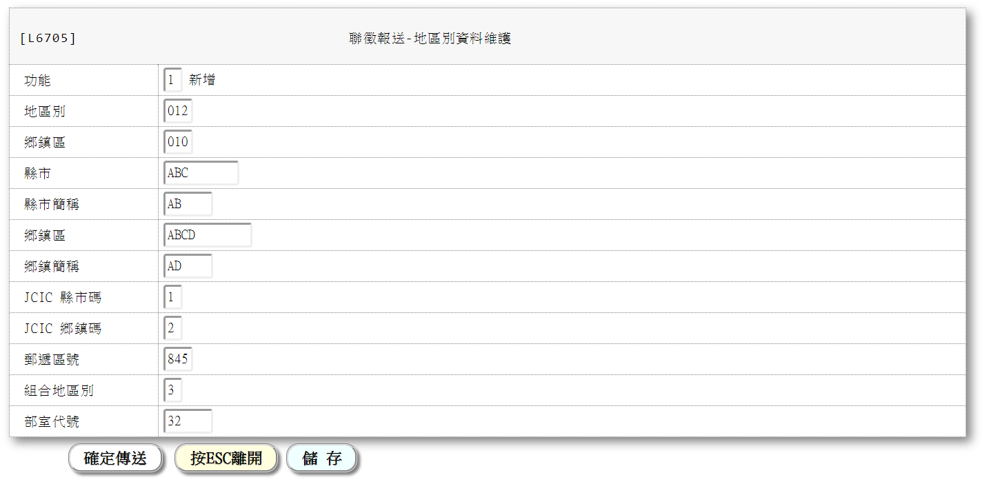 [L6705] 聯徵報送-地區別資料維護
功能 1 新增
地區別 012
鄉鎮區 010
縣市 ABC
縣市簡稱 AB
鄉鎮區 ABCD
鄉鎮簡稱 AD
JCIC 縣市碼 1
JCIC 鄉鎮碼 2
郵遞區號 845
組合地區別 3
部室代號 32
確定傳送 按ESC離開 儲 存